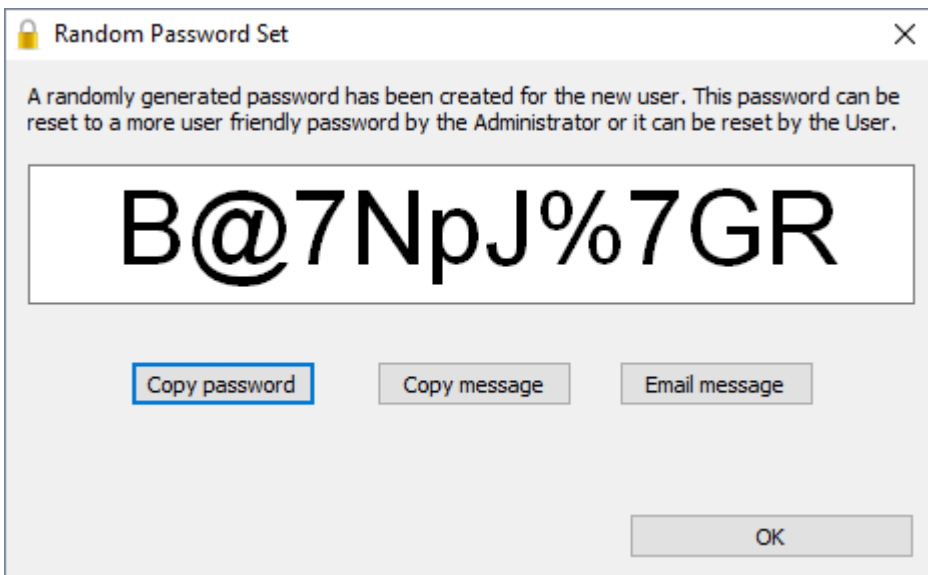 Random Password Set
A randomly generated password has been created for the new user. This password can be
reset to a more user friendly password by the Administrator or it can be reset by the User.
B@7NpJ%7GR
Copy password Copy message Email message
OK